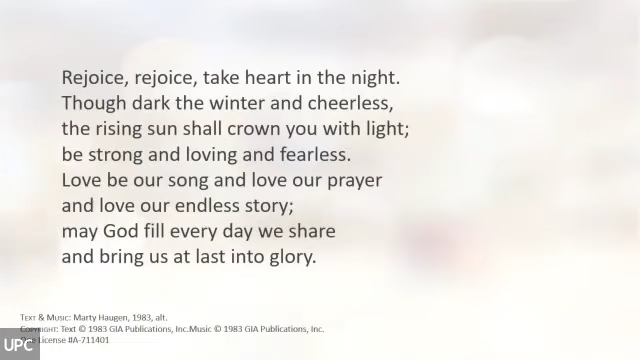 Rejoice, rejoice, take heart in the night.
Though dark the winter and cheerless,
the rising sun shall crown you with light;
be strong and loving and fearless.
Love be our song and love our prayer
and love our endless story;
may God fill every day we share
and bring us at last into glory.
Text & Music: Marty Haugen, 1983, alt.
Copyright: Text © 1983 GIA Publications, Inc.Music © 1983 GIA Publications, Inc.
License #A-711401
UPC